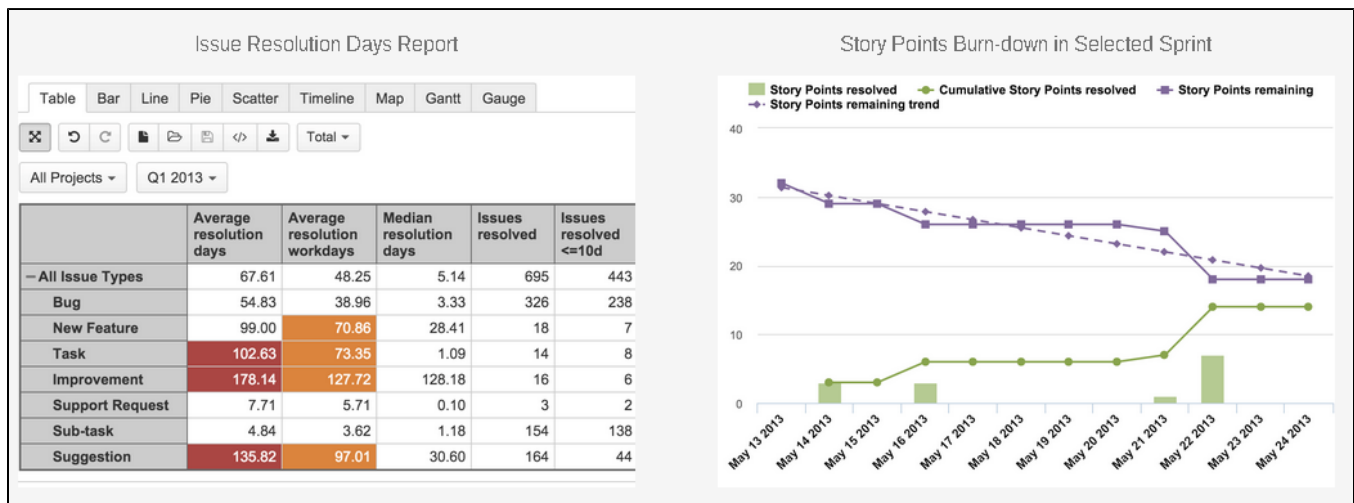 Issue Resolution Days Report
Table Bar Line Pie Scatter Timeline Map Gantt Gauge
</> Total
All Projects Q1 2013
Average resolution days Average resolution workdays Median resolution days Issues resolved Issues resolved <=10d
All Issue Types 67.61 48.25 5.14 695 443
Bug 54.83 38.96 3.33 326 238
New Feature 99.00 70.86 28.41 18 7
Task 102.63 73.35 1.09 14 8
Improvement 178.14 127.72 128.18 16 6
Support Request 7.71 5.71 0.10 3 2
Sub-task 4.84 3.62 1.18 154 138
Suggestion 135.82 97.01 30.60 164 44
Story Points Burn-down in Selected Sprint
Story Points resolved Cumulative Story Points resolved Story Points remaining
Story Points remaining trend
40
30
20
10
0
May 13 2013 May 14 2013 May 15 2013 May 16 2013 May 17 2013 May 18 2013 May 19 2013 May 20 2013 May 21 2013 May 22 2013 May 23 2013 May 24 2013